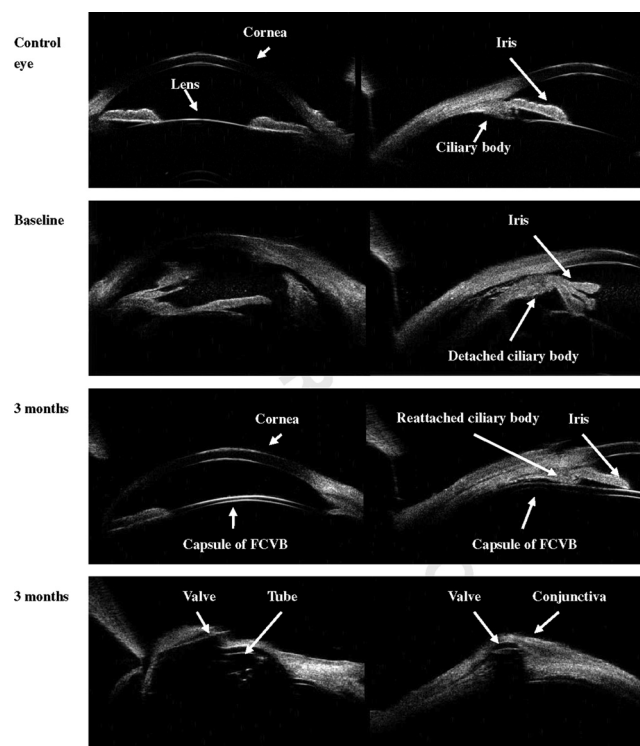 Control
eye
Cornea
Lens
Iris
Ciliary body
Baseline
Iris
Detached ciliary body
3 months
Cornea
Capsule of FCVB
Reattached ciliary body
Iris
Capsule of FCVB
3 months
Valve
Tube
Valve
Conjunctiva